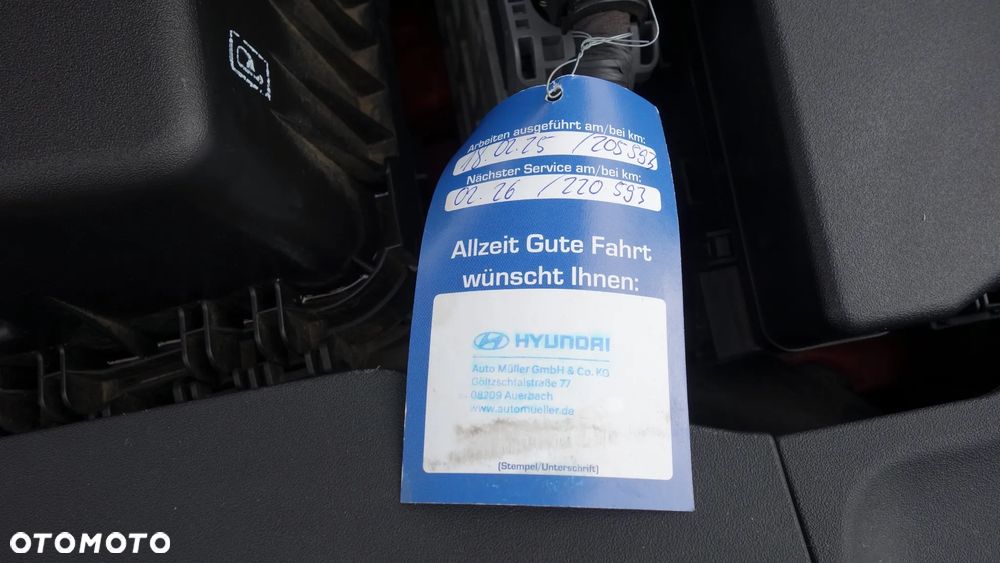 Arbeiten ausgeführt am/bei km:
18.02.25 /205593
Nächster Service am/bei km:
02.26 /220 593
Allzeit Gute Fahrt
wünscht Ihnen:
HYUNDAI
Auto Müller GmbH & Co. KG
Göltzschtalstraße 77
08209 Auerbach
www.automueller.de
(Stempel/Unterschrift)
OTOMOTO